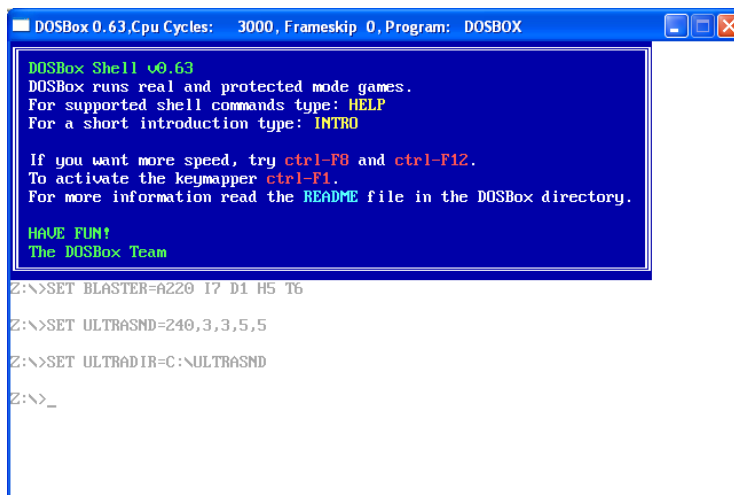 DOSBox 0.63,Cpu Cycles: 3000, Frameskip 0, Program: DOSBOX
DOSBox Shell v0.63
DOSBox runs real and protected mode games.
For supported shell commands type: HELP
For a short introduction type: INTRO
If you want more speed, try ctrl-F8 and ctrl-F12.
To activate the keymapper ctrl-F1.
For more information read the README file in the DOSBox directory.
HAVE FUN!
The DOSBox Team
Z:\>SET BLASTER=A220 I7 D1 H5 T6
Z:\>SET ULTRASND=240,3,3,5,5
Z:\>SET ULTRADIR=C:\ULTRASND
Z:\>_